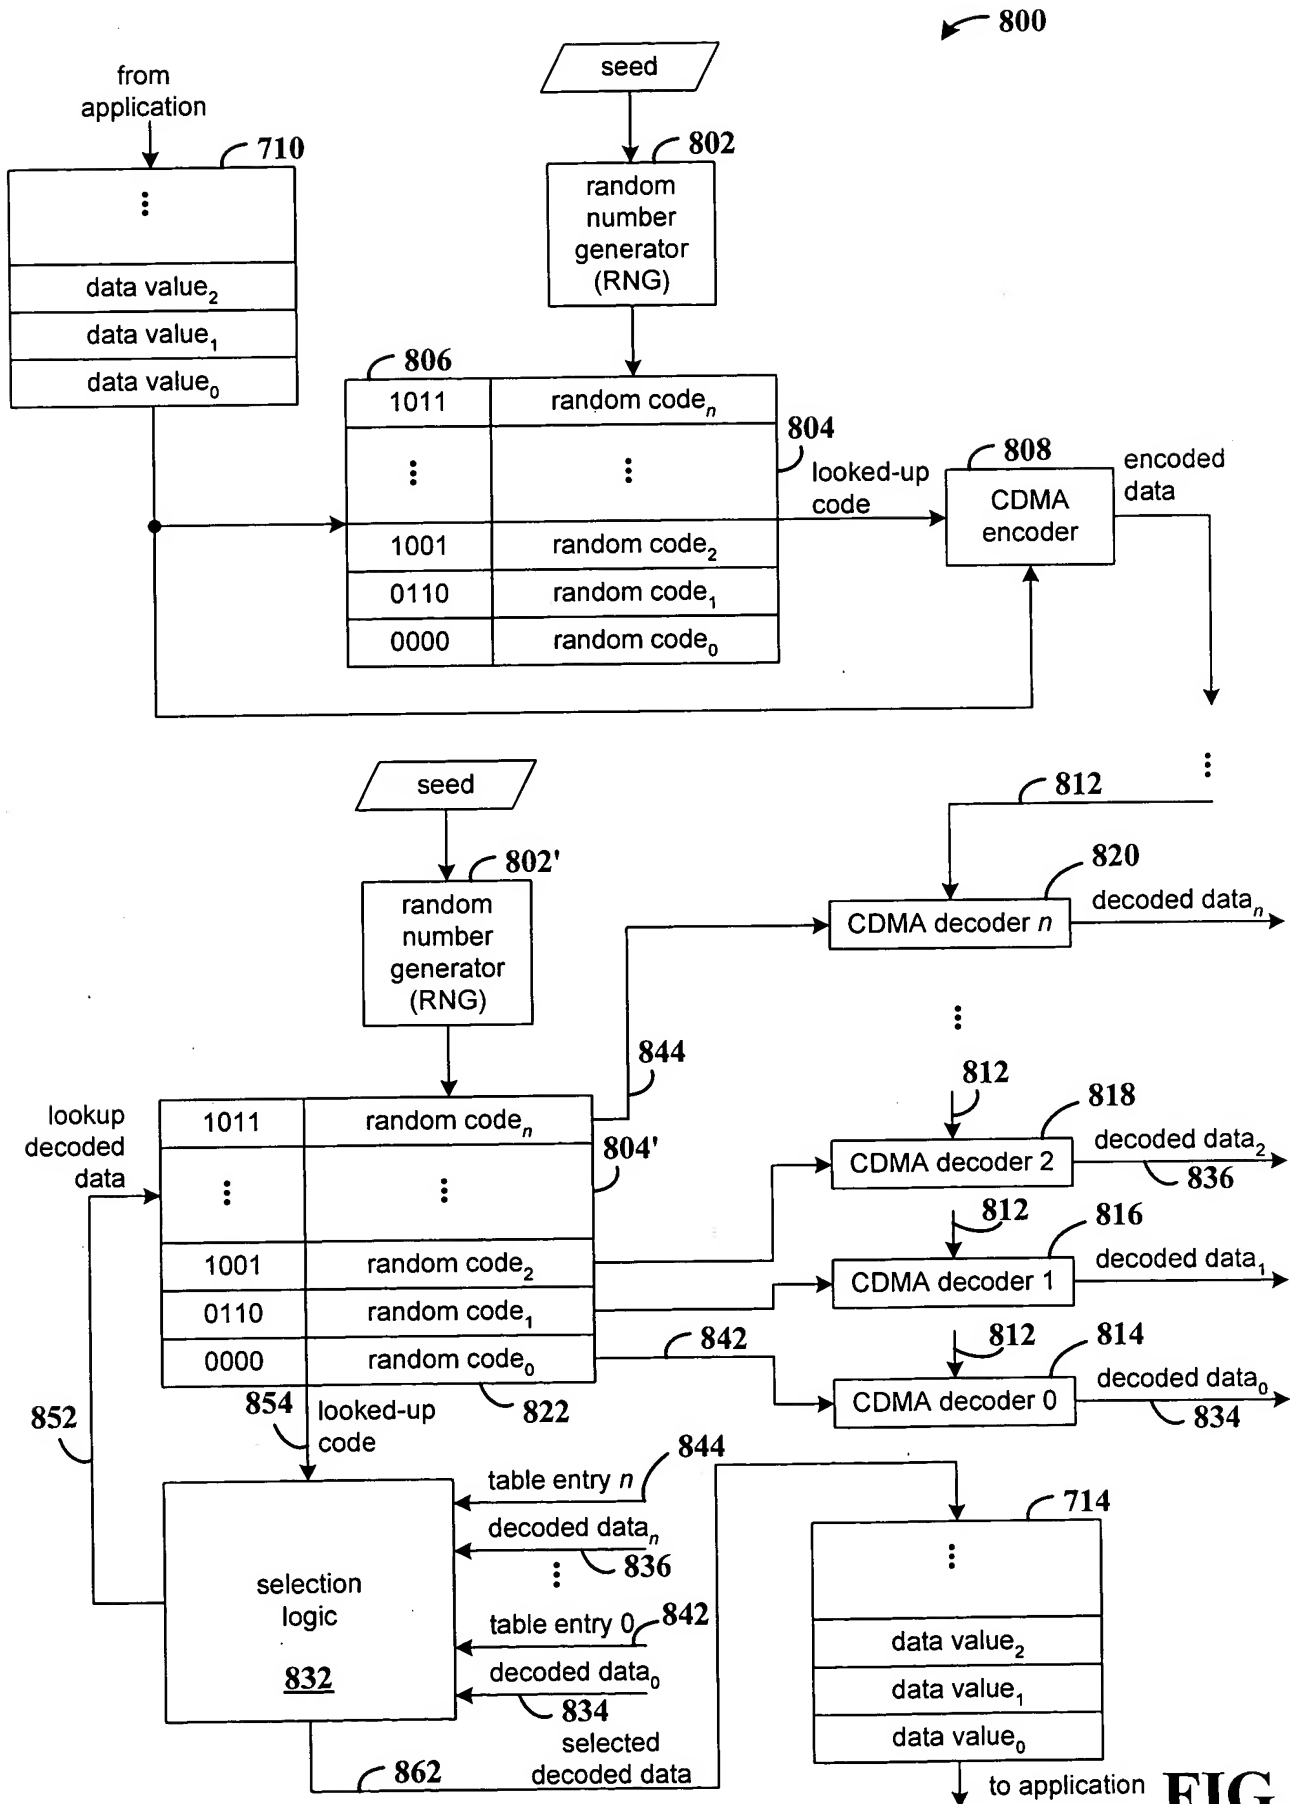 800
seed
from
application
710
802
random
number
generator
(RNG)
⋮
data value2
data value1
data value0
806
1011 random coden
⋮ ⋮
804
looked-up
code
808
CDMA
encoder
encoded
data
1001 random code2
0110 random code1
0000 random code0
⋮
seed
812
802'
random
number
generator
(RNG)
820
CDMA decoder n
decoded datan
⋮
844
812
lookup
decoded
data
1011 random coden
804'
⋮ ⋮
818
CDMA decoder 2
decoded data2
836
812
816
1001 random code2
CDMA decoder 1
decoded data1
0110 random code1
812
842
814
0000 random code0
CDMA decoder 0
decoded data0
834
822
852
854
looked-up
code
844
table entry n
decoded datan
836
⋮
714
⋮
selection
logic
832
table entry 0
842
decoded data0
834
data value2
data value1
data value0
selected
decoded data
862
to application
FIG